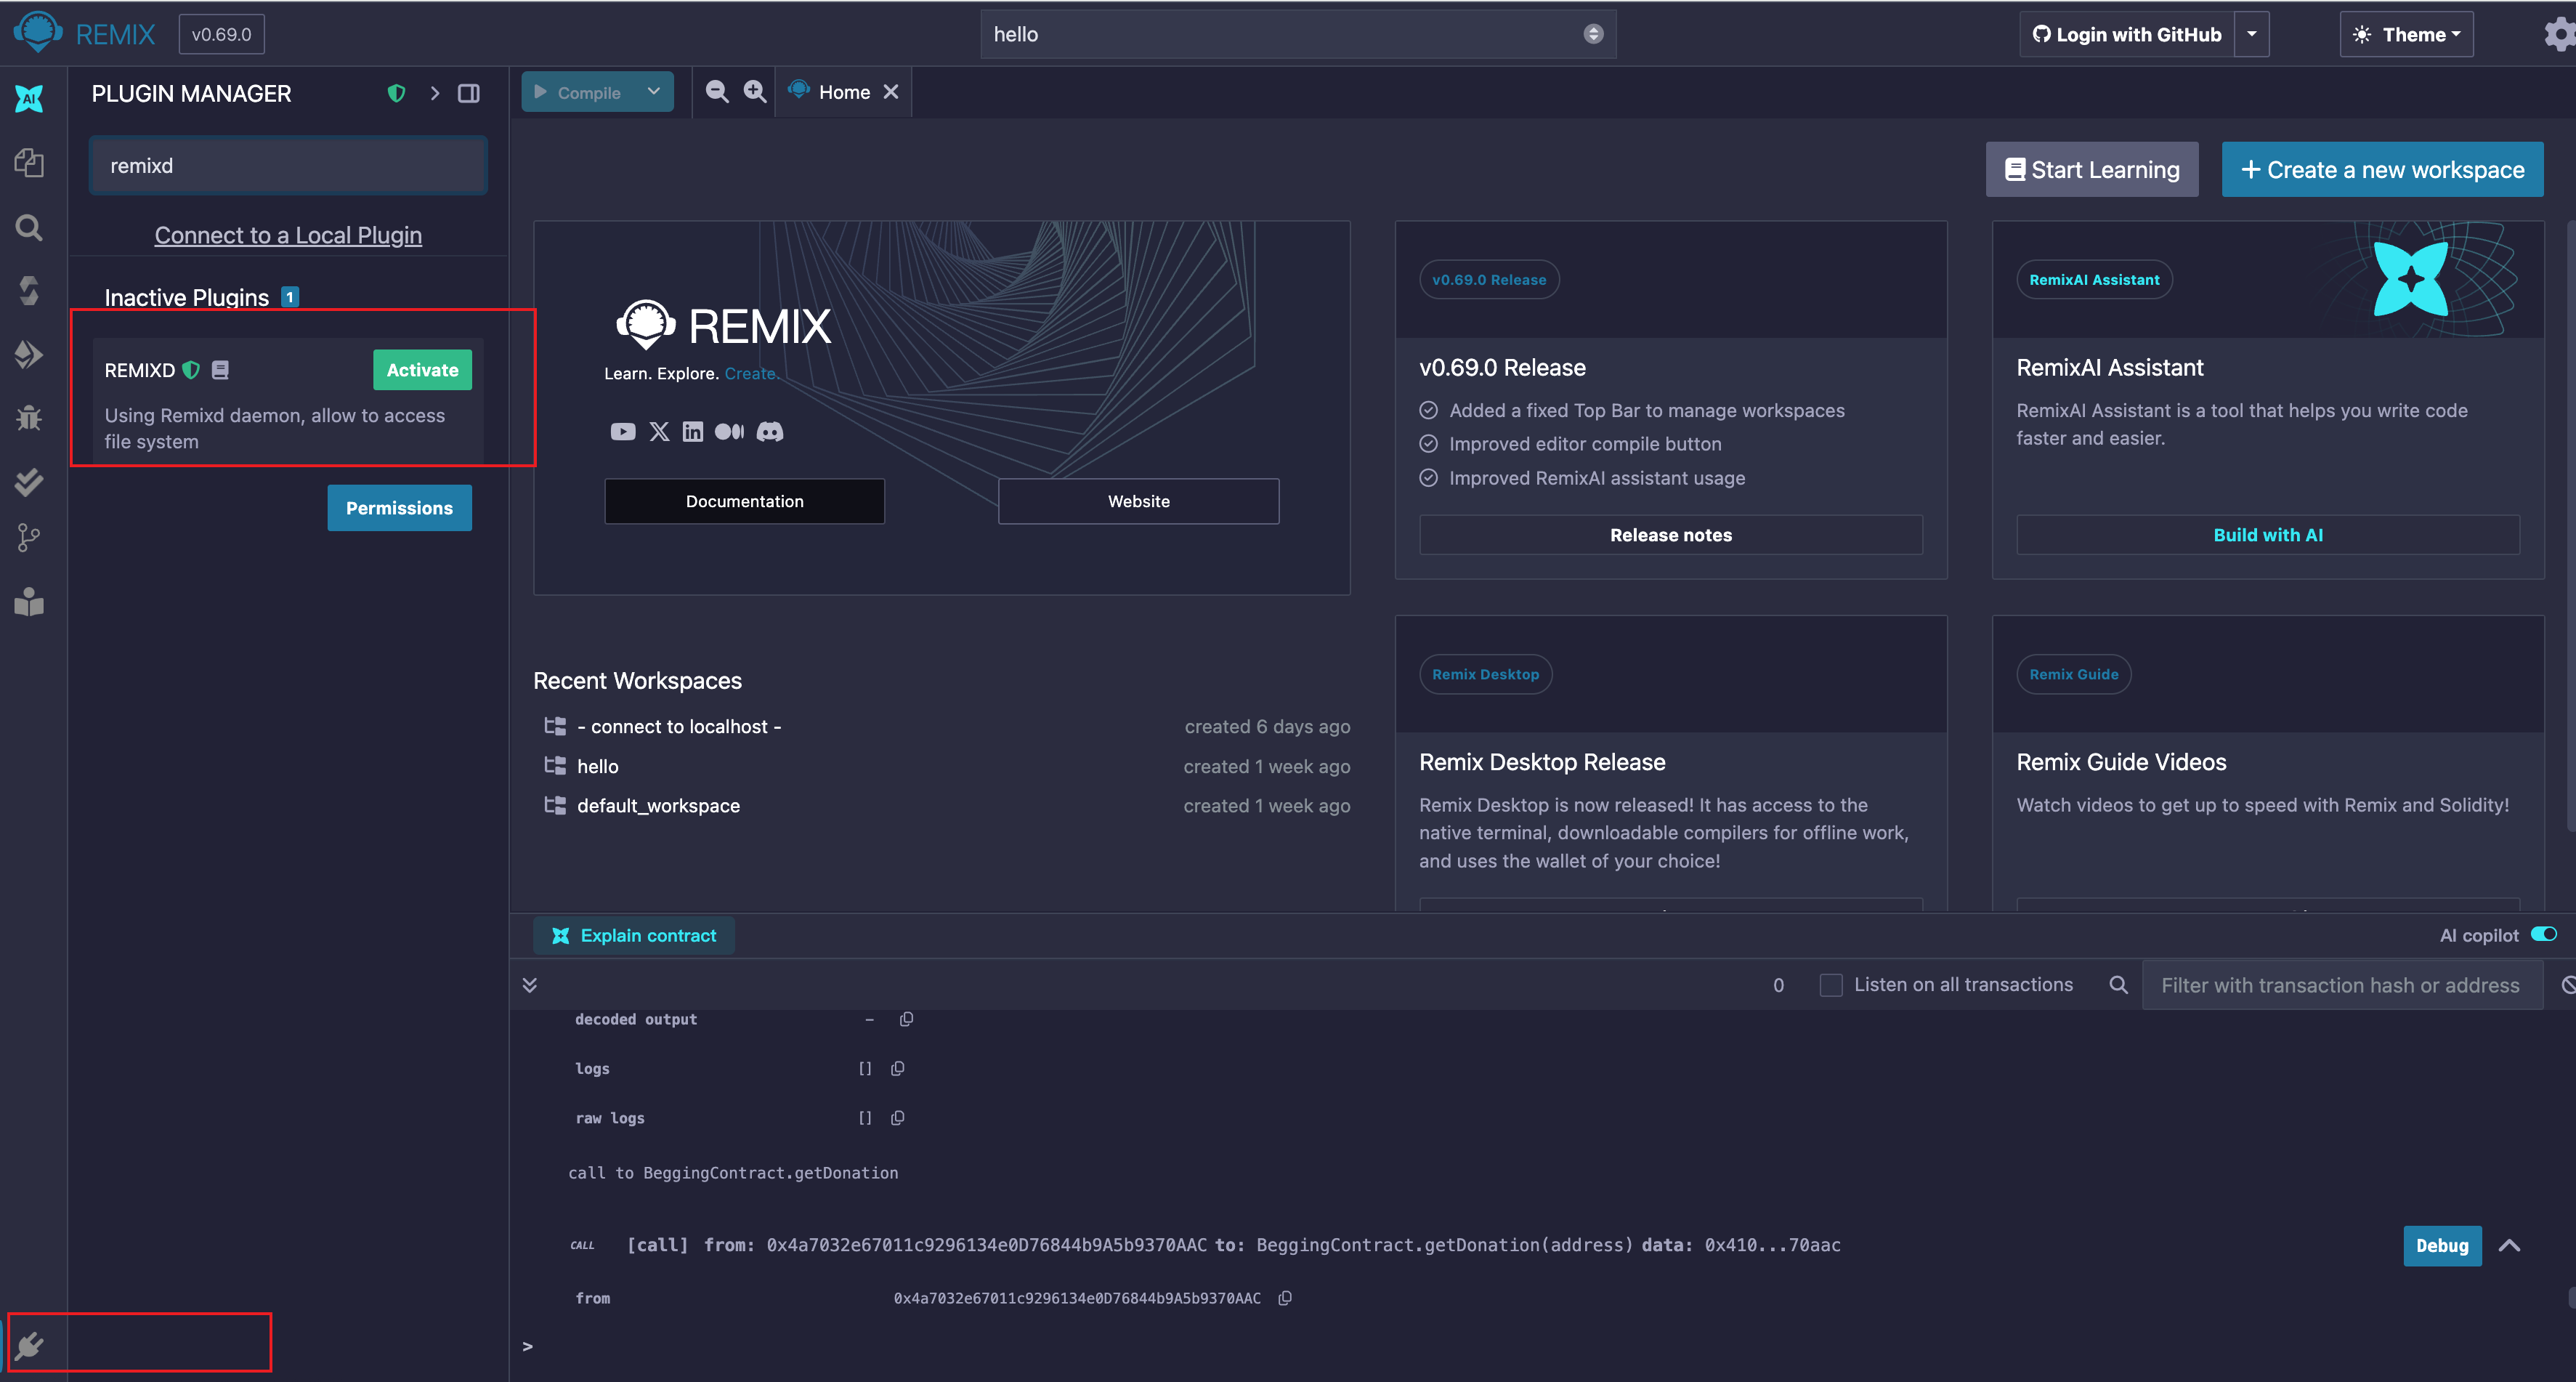 REMIX
v0.69.0
hello
Login with GitHub
Theme
PLUGIN MANAGER
remixd
Connect to a Local Plugin
Inactive Plugins 1
REMIXD
Activate
Using Remixd daemon, allow to access
file system
Permissions
Compile
Home
Start Learning
+ Create a new workspace
REMIX
Learn. Explore. Create.
Documentation
Website
v0.69.0 Release
v0.69.0 Release
Added a fixed Top Bar to manage workspaces
Improved editor compile button
Improved RemixAI assistant usage
Release notes
RemixAI Assistant
RemixAI Assistant
RemixAI Assistant is a tool that helps you write code
faster and easier.
Build with AI
Recent Workspaces
- connect to localhost - created 6 days ago
hello created 1 week ago
default_workspace created 1 week ago
Remix Desktop
Remix Desktop Release
Remix Desktop is now released! It has access to the
native terminal, downloadable compilers for offline work,
and uses the wallet of your choice!
Remix Guide
Remix Guide Videos
Watch videos to get up to speed with Remix and Solidity!
Explain contract
AI copilot
0 Listen on all transactions
Filter with transaction hash or address
decoded output –
logs []
raw logs []
call to BeggingContract.getDonation
CALL [call] from: 0x4a7032e67011c9296134e0D76844b9A5b9370AAC to: BeggingContract.getDonation(address) data: 0x410...70aac
Debug
from 0x4a7032e67011c9296134e0D76844b9A5b9370AAC
>
AI